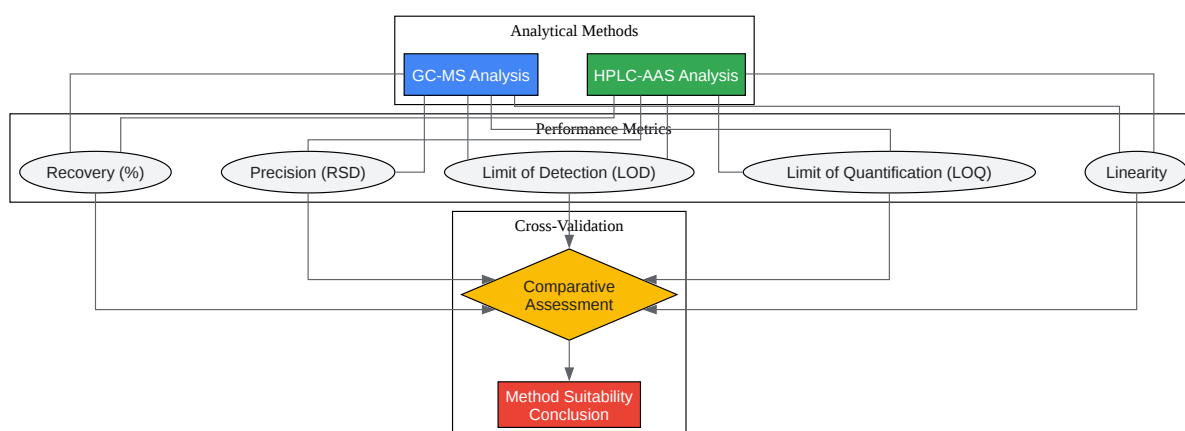 Analytical Methods
GC-MS Analysis
HPLC-AAS Analysis
Performance Metrics
Recovery (%)
Precision (RSD)
Limit of Detection (LOD)
Limit of Quantification (LOQ)
Linearity
Cross-Validation
Comparative
Assessment
Method Suitability
Conclusion